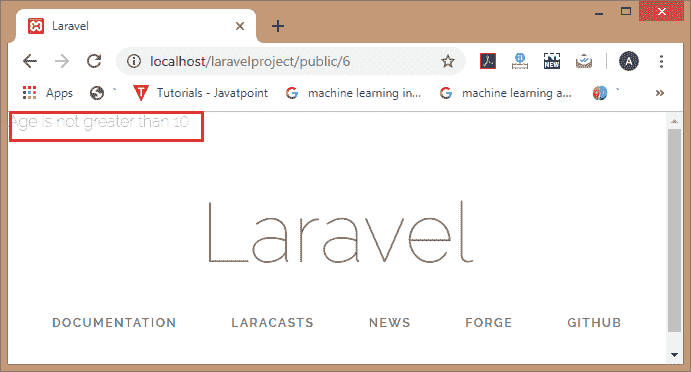 Laravel
localhost/laravelproject/public/6
A
Apps ` Tutorials - Javatpoint machine learning in... machine learning a... ` »
Age is not greater than 10
Laravel
DOCUMENTATION LARACASTS NEWS FORGE GITHUB